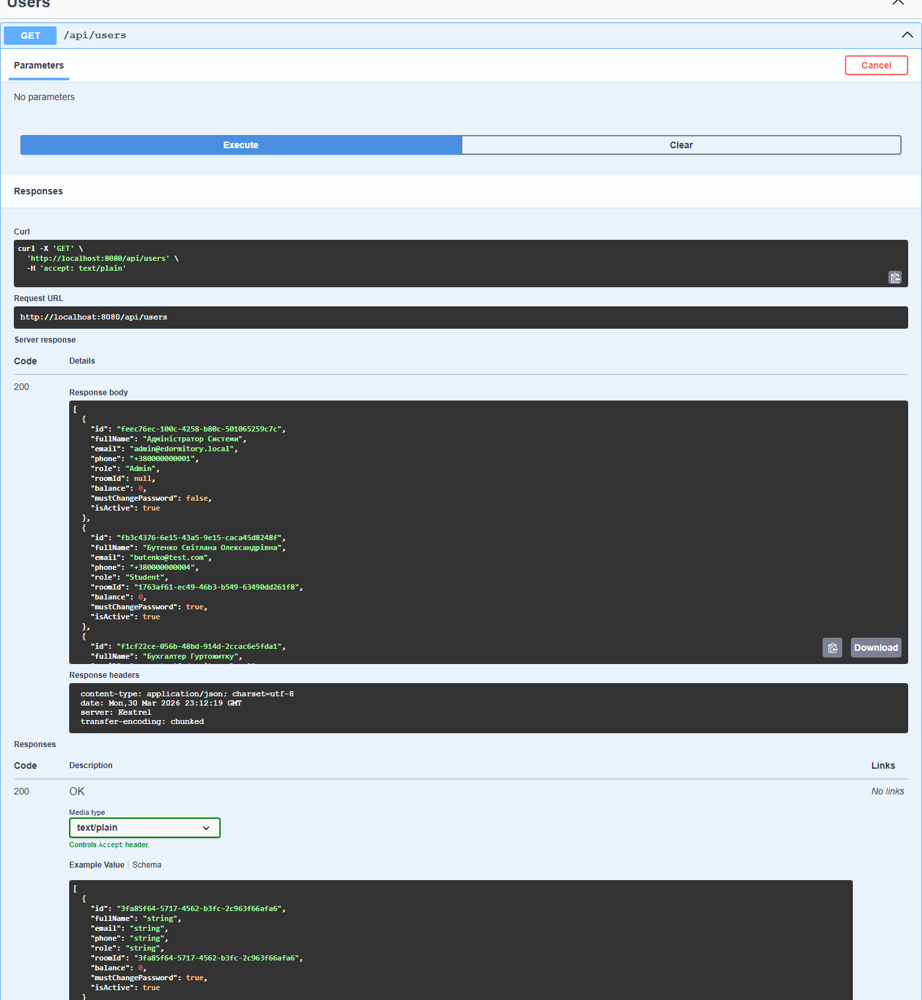 Users
GET /api/users
Parameters
Cancel
No parameters
Execute
Clear
Responses
Curl
curl -X 'GET' \
  'http://localhost:8080/api/users' \
  -H 'accept: text/plain'
Request URL
http://localhost:8080/api/users
Server response
Code Details
200
Response body
[
  {
    "id": "feec76ec-100c-4258-b80c-501065259c7c",
    "fullName": "Адміністратор Системи",
    "email": "admin@edormitory.local",
    "phone": "+380000000001",
    "role": "Admin",
    "roomId": null,
    "balance": 0,
    "mustChangePassword": false,
    "isActive": true
  },
  {
    "id": "fb3c4376-6e15-43a5-9e15-caca45d8248f",
    "fullName": "Бутенко Світлана Олександрівна",
    "email": "butenko@test.com",
    "phone": "+380000000004",
    "role": "Student",
    "roomId": "1763af61-ec49-46b3-b549-63490dd261f8",
    "balance": 0,
    "mustChangePassword": true,
    "isActive": true
  },
  {
    "id": "f1cf22ce-056b-48bd-914d-2ccac6e5fda1",
    "fullName": "Бухгалтер Гуртожитку",
Download
Response headers
content-type: application/json; charset=utf-8
date: Mon,30 Mar 2026 23:12:19 GMT
server: Kestrel
transfer-encoding: chunked
Responses
Code Description Links
200 OK No links
Media type
text/plain
Controls Accept header.
Example Value Schema
[
  {
    "id": "3fa85f64-5717-4562-b3fc-2c963f66afa6",
    "fullName": "string",
    "email": "string",
    "phone": "string",
    "role": "string",
    "roomId": "3fa85f64-5717-4562-b3fc-2c963f66afa6",
    "balance": 0,
    "mustChangePassword": true,
    "isActive": true
  }